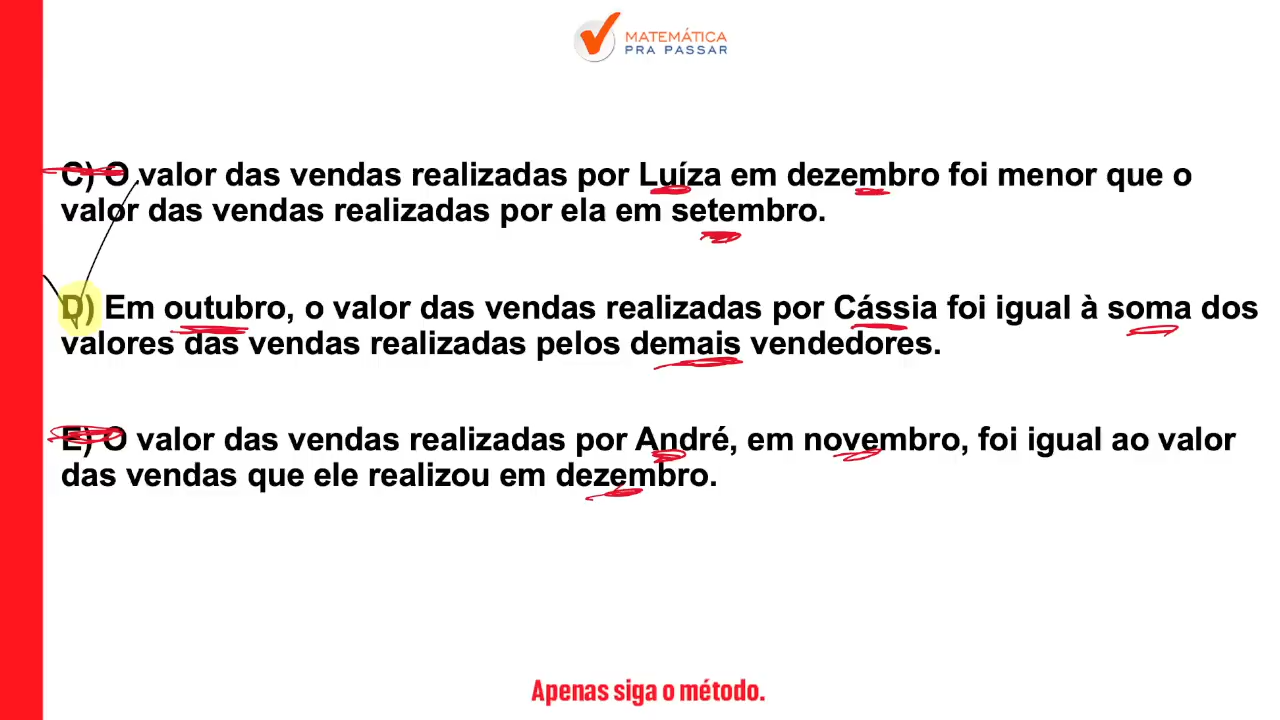 MATEMÁTICA
PRA PASSAR
C) O valor das vendas realizadas por Luíza em dezembro foi menor que o
valor das vendas realizadas por ela em setembro.
D) Em outubro, o valor das vendas realizadas por Cássia foi igual à soma dos
valores das vendas realizadas pelos demais vendedores.
E) O valor das vendas realizadas por André, em novembro, foi igual ao valor
das vendas que ele realizou em dezembro.
Apenas siga o método.